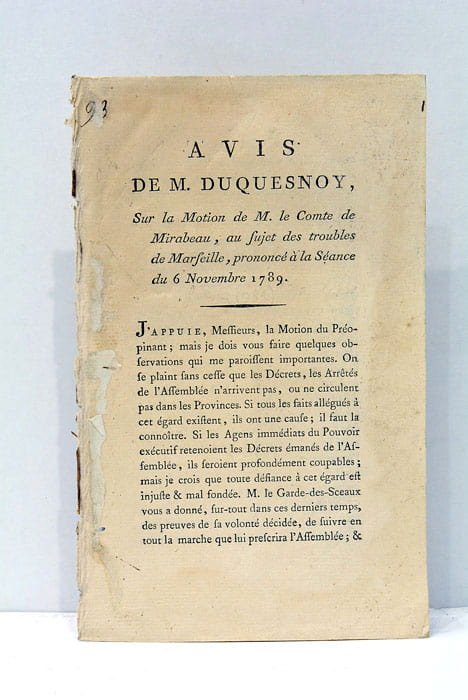 93
1
AVIS
DE M. DUQUESNOY,
Sur la Motion de M. le Comte de
Mirabeau, au ſujet des troubles
de Marſeille, prononcé à la Séance
du 6 Novembre 1789.
J'APPUIE, Meſſieurs, la Motion du Préo-
pinant; mais je dois vous faire quelques ob-
ſervations qui me paroiſſent importantes. On
ſe plaint ſans ceſſe que les Décrets, les Arrêtés
de l'Aſſemblée n'arrivent pas, ou ne circulent
pas dans les Provinces. Si tous les faits allégués à
cet égard exiſtent, ils ont une cauſe; il faut la
connoître. Si les Agens immédiats du Pouvoir
exécutif retenoient les Décrets émanés de l'Aſ-
ſemblée, ils ſeroient profondément coupables;
mais je crois que toute défiance à cet égard eſt
injuſte & mal fondée. M. le Garde-des-Sceaux
vous a donné, ſur-tout dans ces derniers temps,
des preuves de ſa volonté décidée, de ſuivre en
tout la marche que lui preſcrira l'Aſſemblée; &